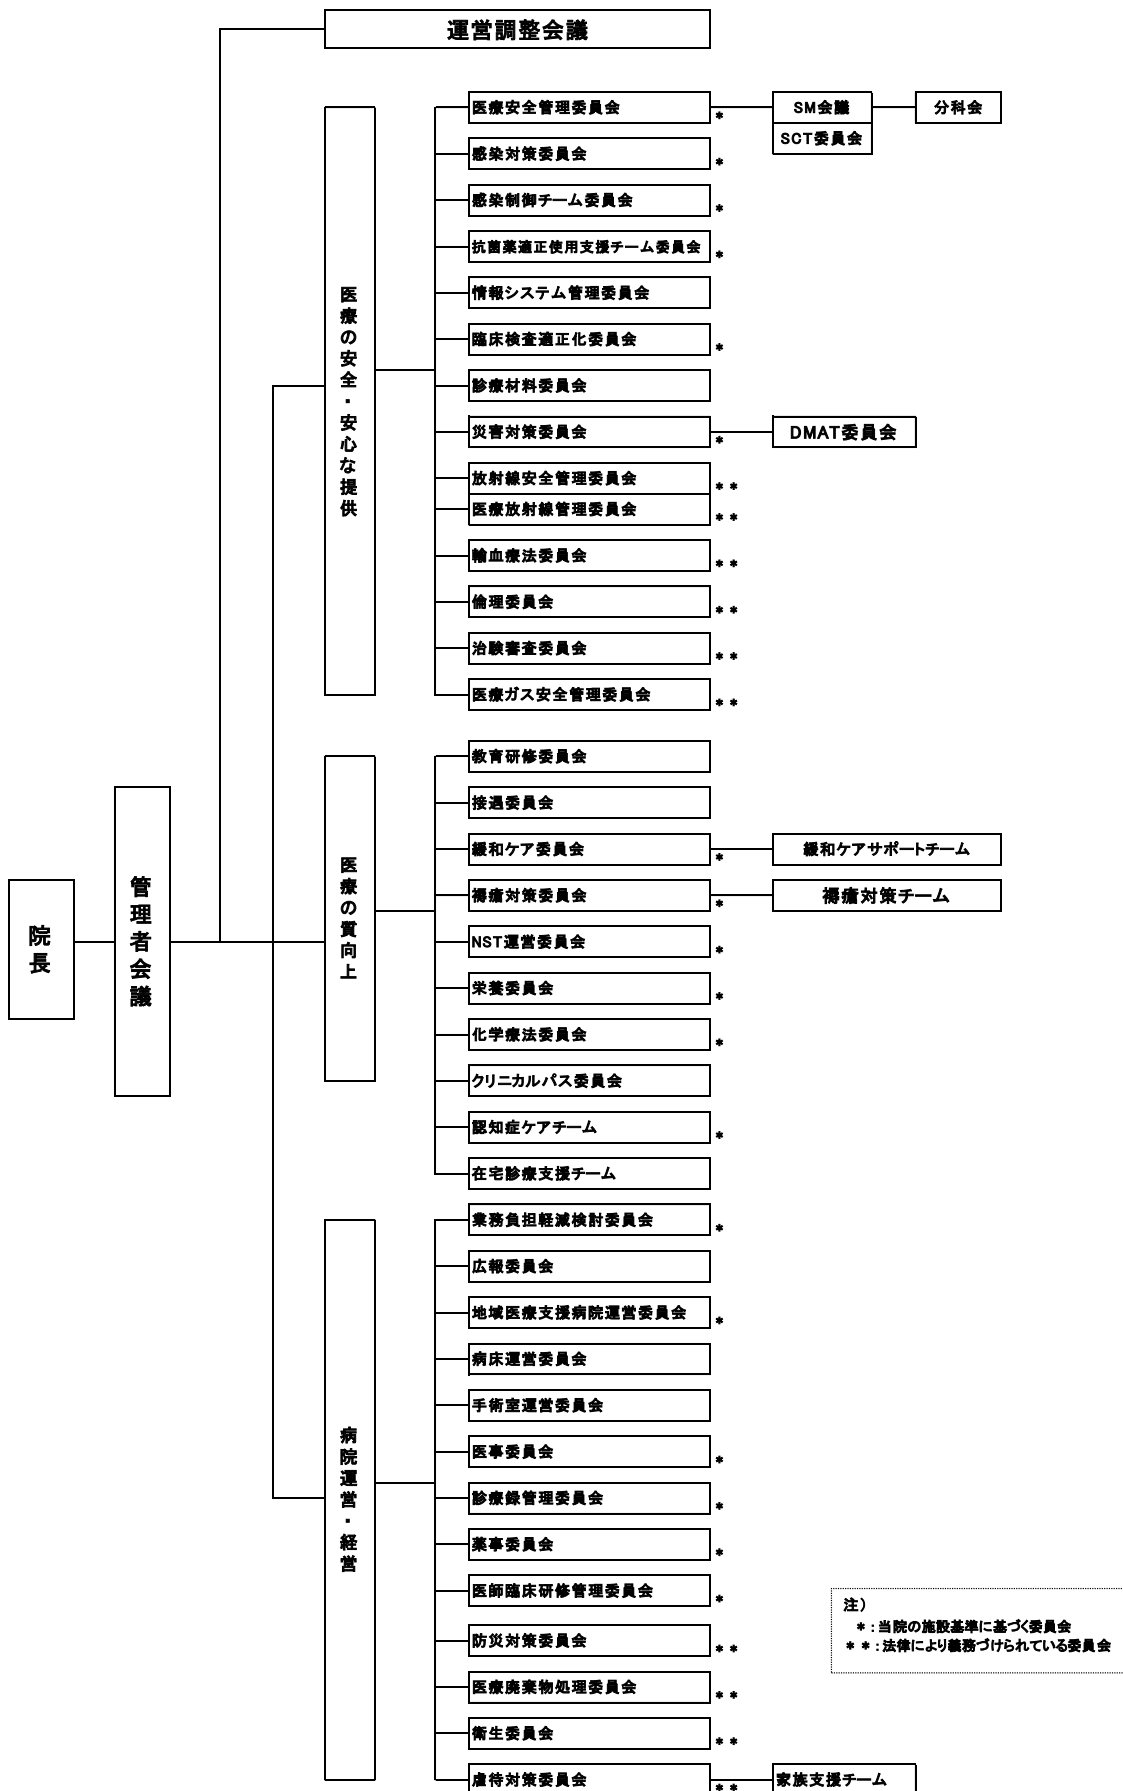 運営調整会議
医療の安全・安心な提供
医療安全管理委員会 *
SM会議
分科会
SCT委員会
感染対策委員会 *
感染制御チーム委員会 *
抗菌薬適正使用支援チーム委員会 *
情報システム管理委員会
臨床検査適正化委員会 *
診療材料委員会
災害対策委員会 *
DMAT委員会
放射線安全管理委員会 * *
医療放射線管理委員会 * *
輸血療法委員会 * *
倫理委員会 * *
治験審査委員会 * *
医療ガス安全管理委員会 * *
院長
管理者会議
医療の質向上
教育研修委員会
接遇委員会
緩和ケア委員会 *
緩和ケアサポートチーム
褥瘡対策委員会 *
褥瘡対策チーム
NST運営委員会 *
栄養委員会 *
化学療法委員会 *
クリニカルパス委員会
認知症ケアチーム *
在宅診療支援チーム
病院運営・経営
業務負担軽減検討委員会 *
広報委員会
地域医療支援病院運営委員会 *
病床運営委員会
手術室運営委員会
医事委員会 *
診療録管理委員会 *
薬事委員会 *
医師臨床研修管理委員会 *
防災対策委員会 * *
医療廃棄物処理委員会 * *
衛生委員会 * *
虐待対策委員会 * *
家族支援チーム
注）
*：当院の施設基準に基づく委員会
* *：法律により義務づけられている委員会